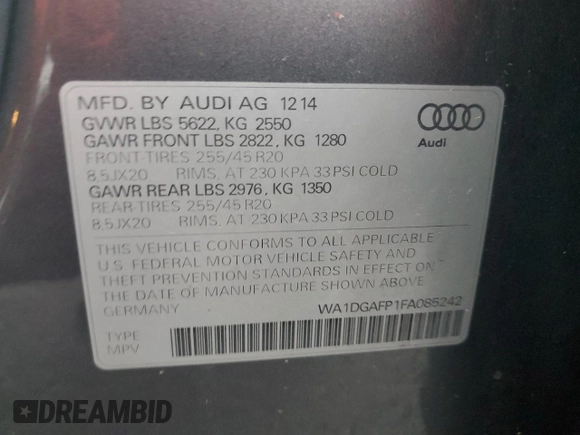 MFD. BY AUDI AG 12 14
GVWR LBS 5622, KG 2550
GAWR FRONT LBS 2822, KG 1280
FRONT-TIRES 255/45 R20
8.5JX20 RIMS, AT 230 KPA 33 PSI COLD
GAWR REAR LBS 2976, KG 1350
REAR-TIRES 255/45 R20
8.5JX20 RIMS, AT 230 KPA 33 PSI COLD
Audi
THIS VEHICLE CONFORMS TO ALL APPLICABLE
U.S. FEDERAL MOTOR VEHICLE SAFETY AND
THEFT PREVENTION STANDARDS IN EFFECT ON
THE DATE OF MANUFACTURE SHOWN ABOVE
GERMANY WA1DGAFP1FA085242
TYPE
MPV
DREAMBID